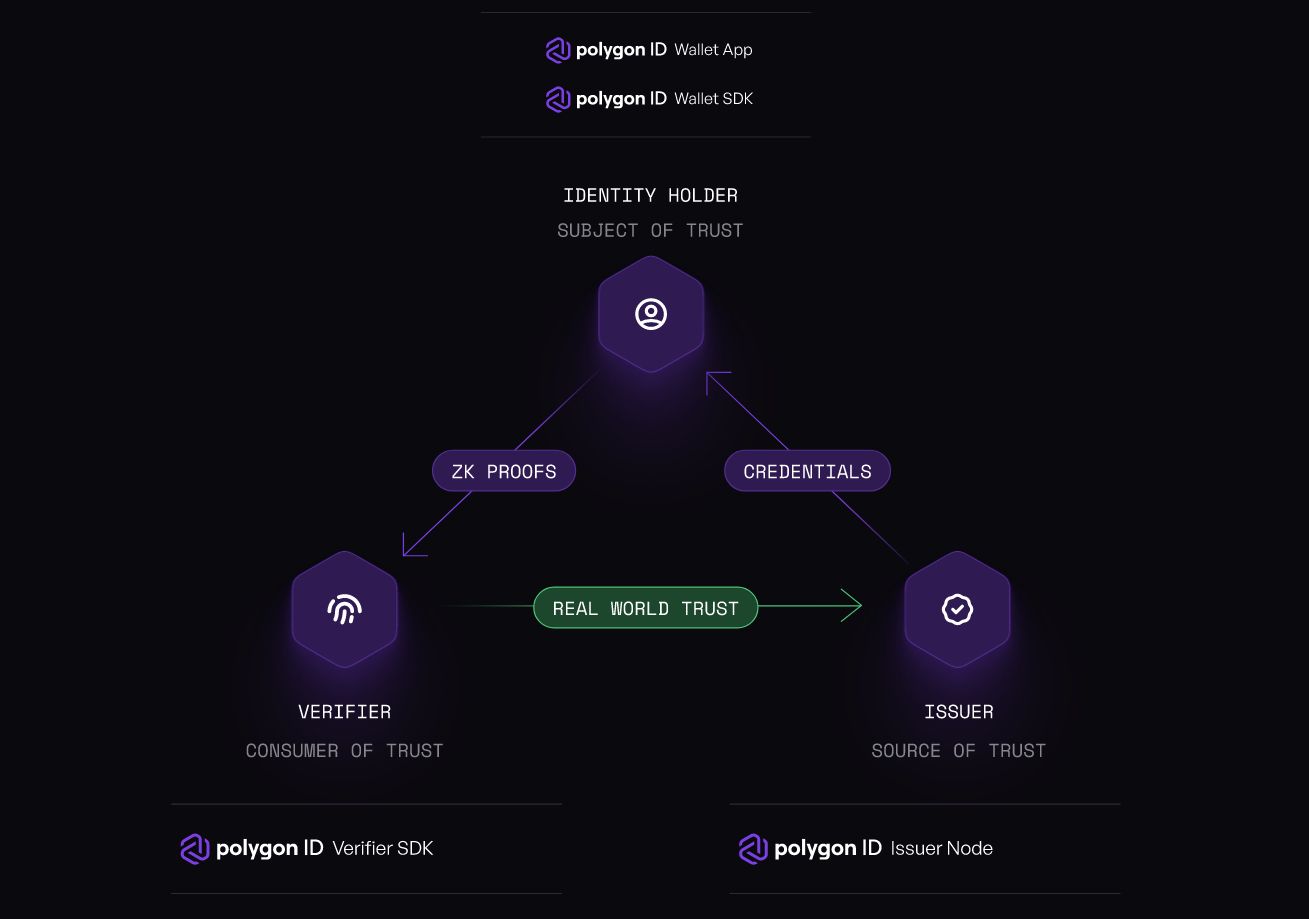 polygon ID Wallet App
polygon ID Wallet SDK
IDENTITY HOLDER
SUBJECT OF TRUST
ZK PROOFS
CREDENTIALS
REAL WORLD TRUST
VERIFIER
CONSUMER OF TRUST
ISSUER
SOURCE OF TRUST
polygon ID Verifier SDK
polygon ID Issuer Node